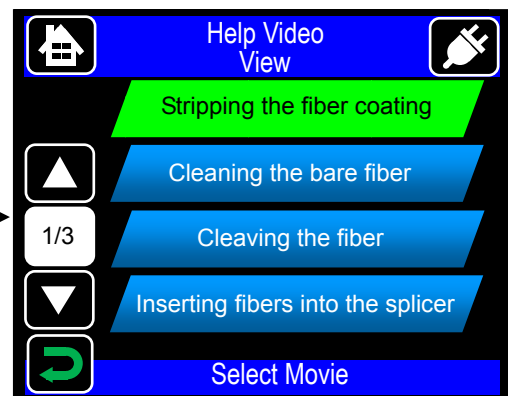 Help Video
View
Stripping the fiber coating
Cleaning the bare fiber
1/3
Cleaving the fiber
Inserting fibers into the splicer
Select Movie